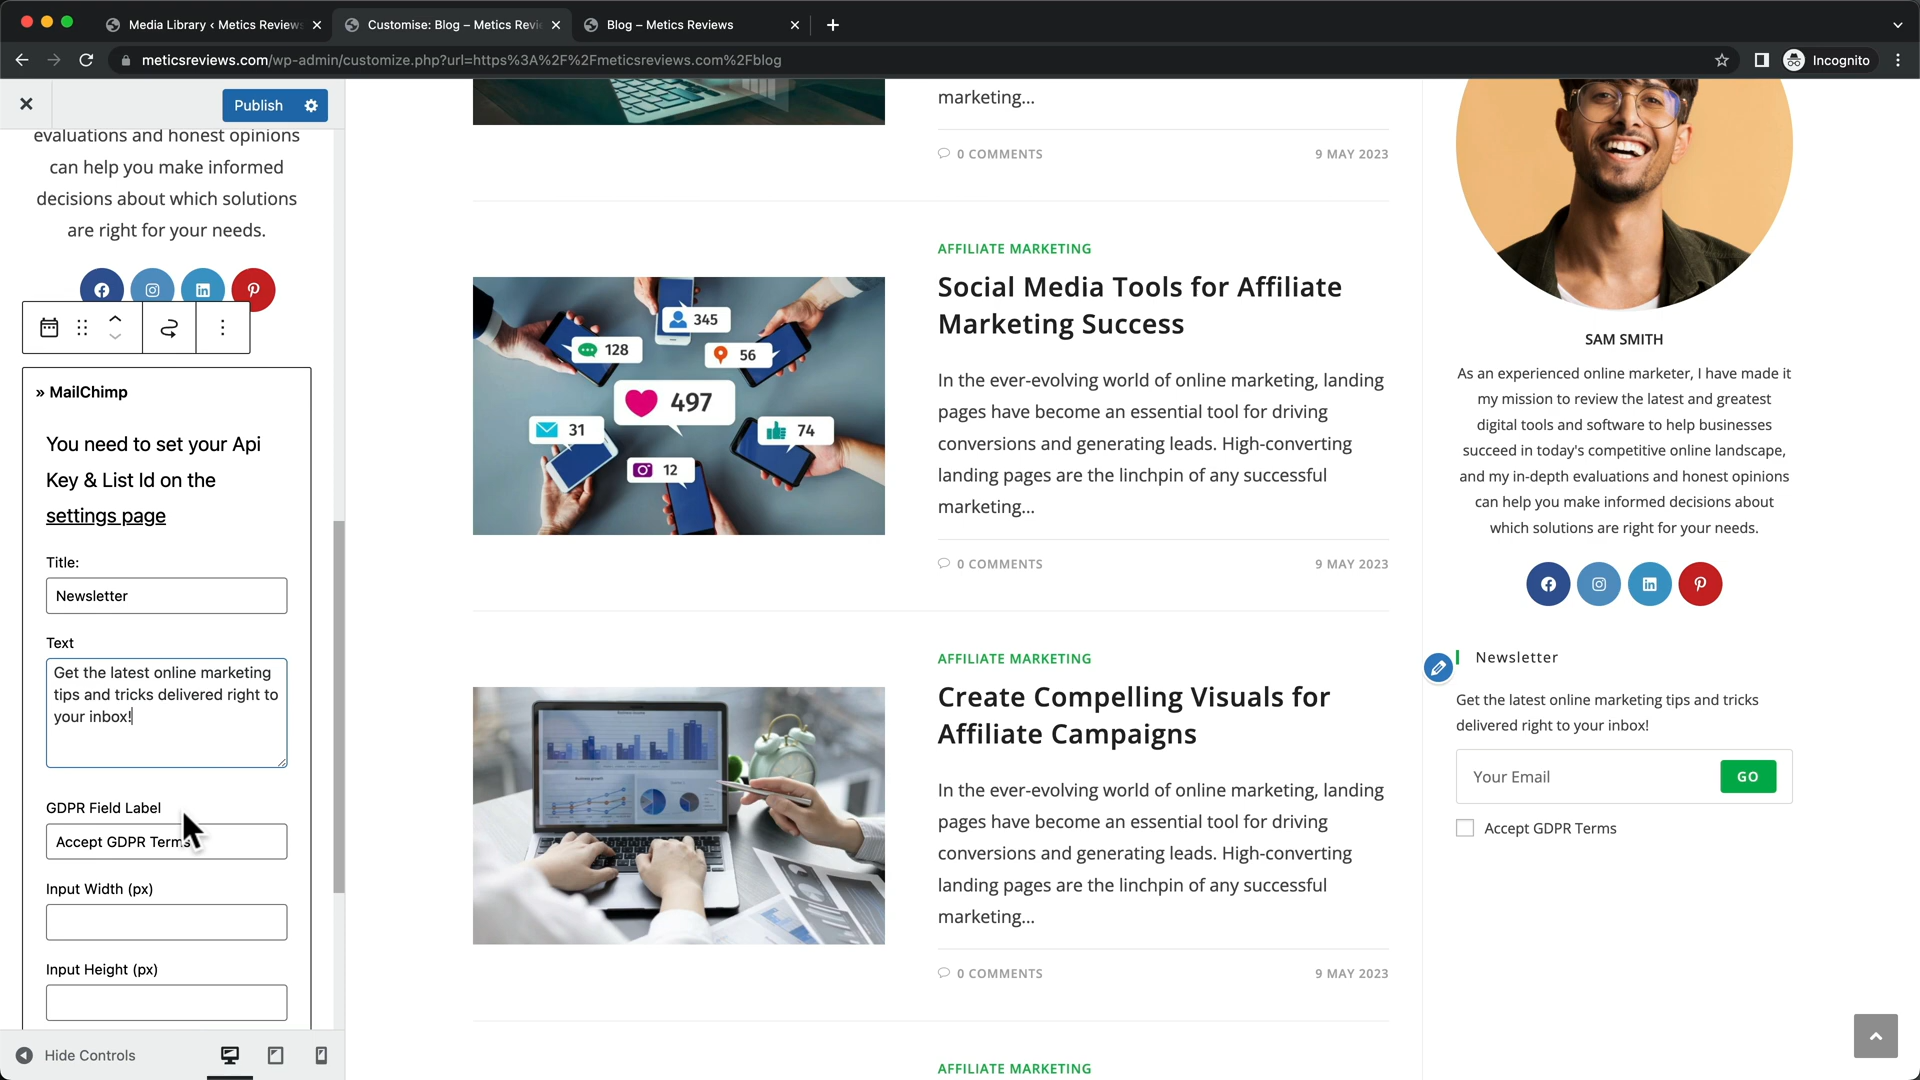 Media Library ‹ Metics Reviews
Customise: Blog – Metics Revi
Blog – Metics Reviews
meticsreviews.com/wp-admin/customize.php?url=https%3A%2F%2Fmeticsreviews.com%2Fblog
Incognito
Publish
evaluations and honest opinions
can help you make informed
decisions about which solutions
are right for your needs.
» MailChimp
You need to set your Api
Key & List Id on the
settings page
Title:
Newsletter
Text
Get the latest online marketing
tips and tricks delivered right to
your inbox!
GDPR Field Label
Accept GDPR Terms
Input Width (px)
Input Height (px)
Hide Controls
marketing...
0 COMMENTS
9 MAY 2023
AFFILIATE MARKETING
Social Media Tools for Affiliate
Marketing Success
345
128
56
497
31
74
12
In the ever-evolving world of online marketing, landing
pages have become an essential tool for driving
conversions and generating leads. High-converting
landing pages are the linchpin of any successful
marketing...
0 COMMENTS
9 MAY 2023
AFFILIATE MARKETING
Create Compelling Visuals for
Affiliate Campaigns
In the ever-evolving world of online marketing, landing
pages have become an essential tool for driving
conversions and generating leads. High-converting
landing pages are the linchpin of any successful
marketing...
0 COMMENTS
9 MAY 2023
AFFILIATE MARKETING
SAM SMITH
As an experienced online marketer, I have made it
my mission to review the latest and greatest
digital tools and software to help businesses
succeed in today's competitive online landscape,
and my in-depth evaluations and honest opinions
can help you make informed decisions about
which solutions are right for your needs.
Newsletter
Get the latest online marketing tips and tricks
delivered right to your inbox!
Your Email
GO
Accept GDPR Terms